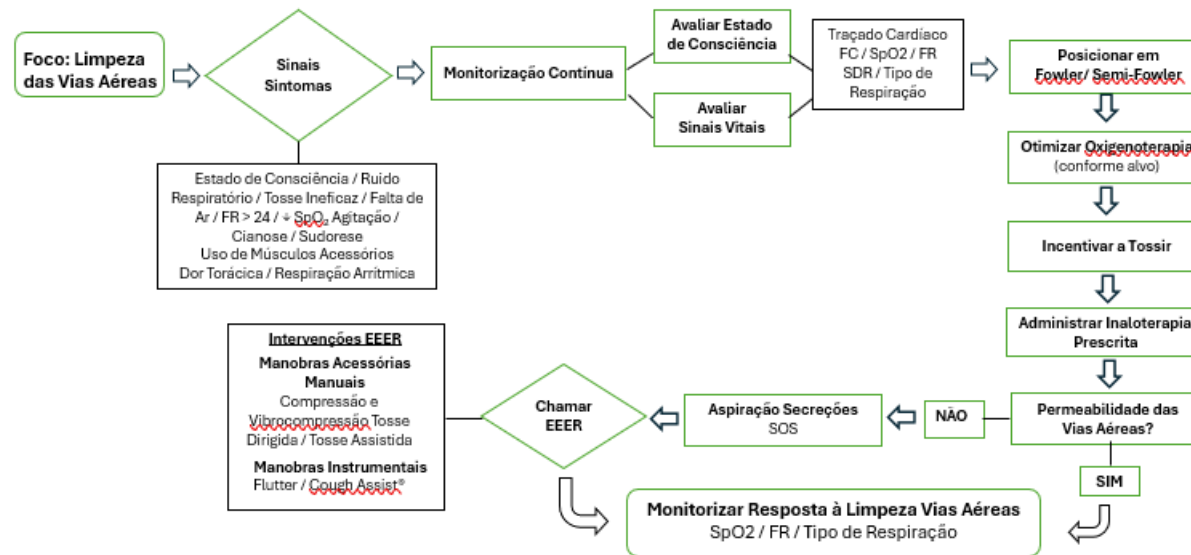 Foco: Limpeza
das Vias Aéreas
Sinais
Sintomas
Estado de Consciência / Ruido
Respiratório / Tosse Ineficaz / Falta de
Ar / FR > 24 / ↓ SpO₂ Agitação /
Cianose / Sudorese
Uso de Músculos Acessórios
Dor Torácica / Respiração Arrítmica
Monitorização Contínua
Avaliar Estado
de Consciência
Avaliar
Sinais Vitais
Traçado Cardíaco
FC / SpO2 / FR
SDR / Tipo de
Respiração
Posicionar em
Fowler/ Semi-Fowler
Otimizar Oxigenoterapia
(conforme alvo)
Incentivar a Tossir
Administrar Inaloterapia
Prescrita
Permeabilidade das
Vias Aéreas?
NÃO
SIM
Aspiração Secreções
SOS
Chamar
EEER
Intervenções EEER
Manobras Acessórias
Manuais
Compressão e
Vibrocompressão Tosse
Dirigida / Tosse Assistida
Manobras Instrumentais
Flutter / Cough Assist®
Monitorizar Resposta à Limpeza Vias Aéreas
SpO2 / FR / Tipo de Respiração